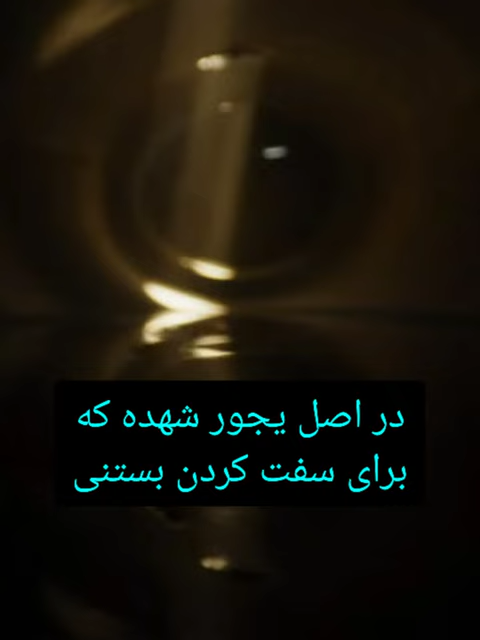 در اصل یجور شهده که
برای سفت کردن بستنی